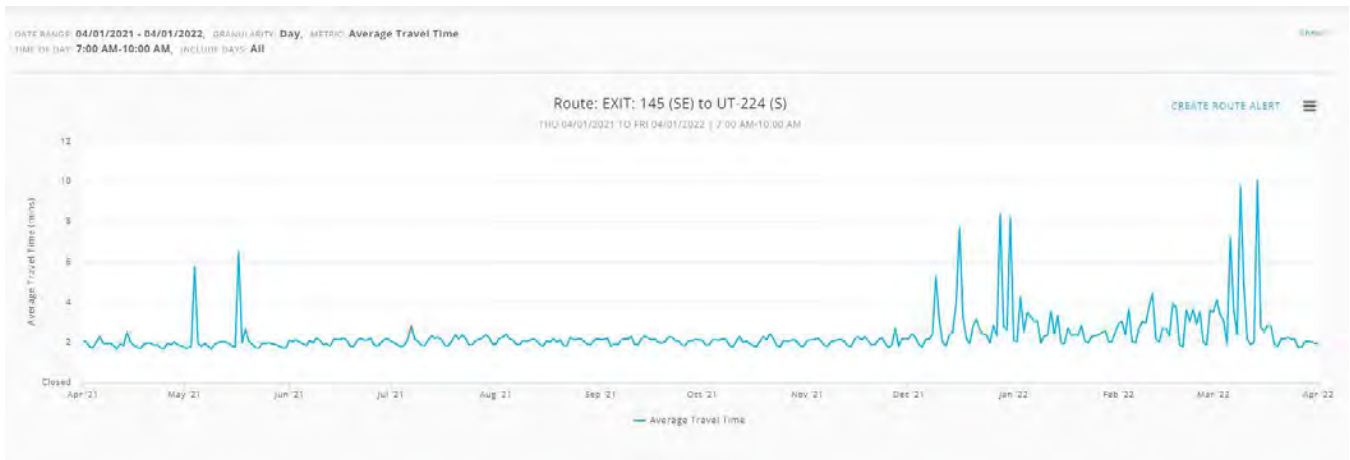 DATE RANGE: 04/01/2021 - 04/01/2022, GRANULARITY: Day, METRIC: Average Travel Time
TIME OF DAY: 7:00 AM-10:00 AM, INCLUDE DAYS: All
Route: EXIT: 145 (SE) to UT-224 (S)
CREATE ROUTE ALERT
THU 04/01/2021 TO FRI 04/01/2022 | 7:00 AM-10:00 AM
Average Travel Time (mins)
12
10
8
6
4
2
Closed
Apr '21 May '21 Jun '21 Jul '21 Aug '21 Sep '21 Oct '21 Nov '21 Dec '21 Jan '22 Feb '22 Mar '22 Apr '22
Average Travel Time